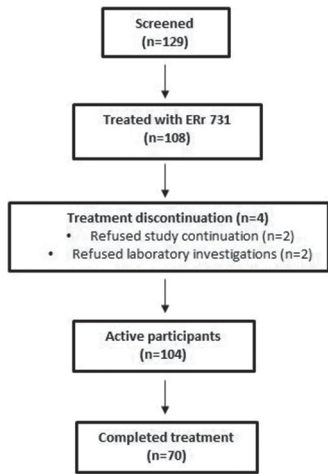 Screened
(n=129)
Treated with ERr 731
(n=108)
Treatment discontinuation (n=4)
• Refused study continuation (n=2)
• Refused laboratory investigations (n=2)
Active participants
(n=104)
Completed treatment
(n=70)